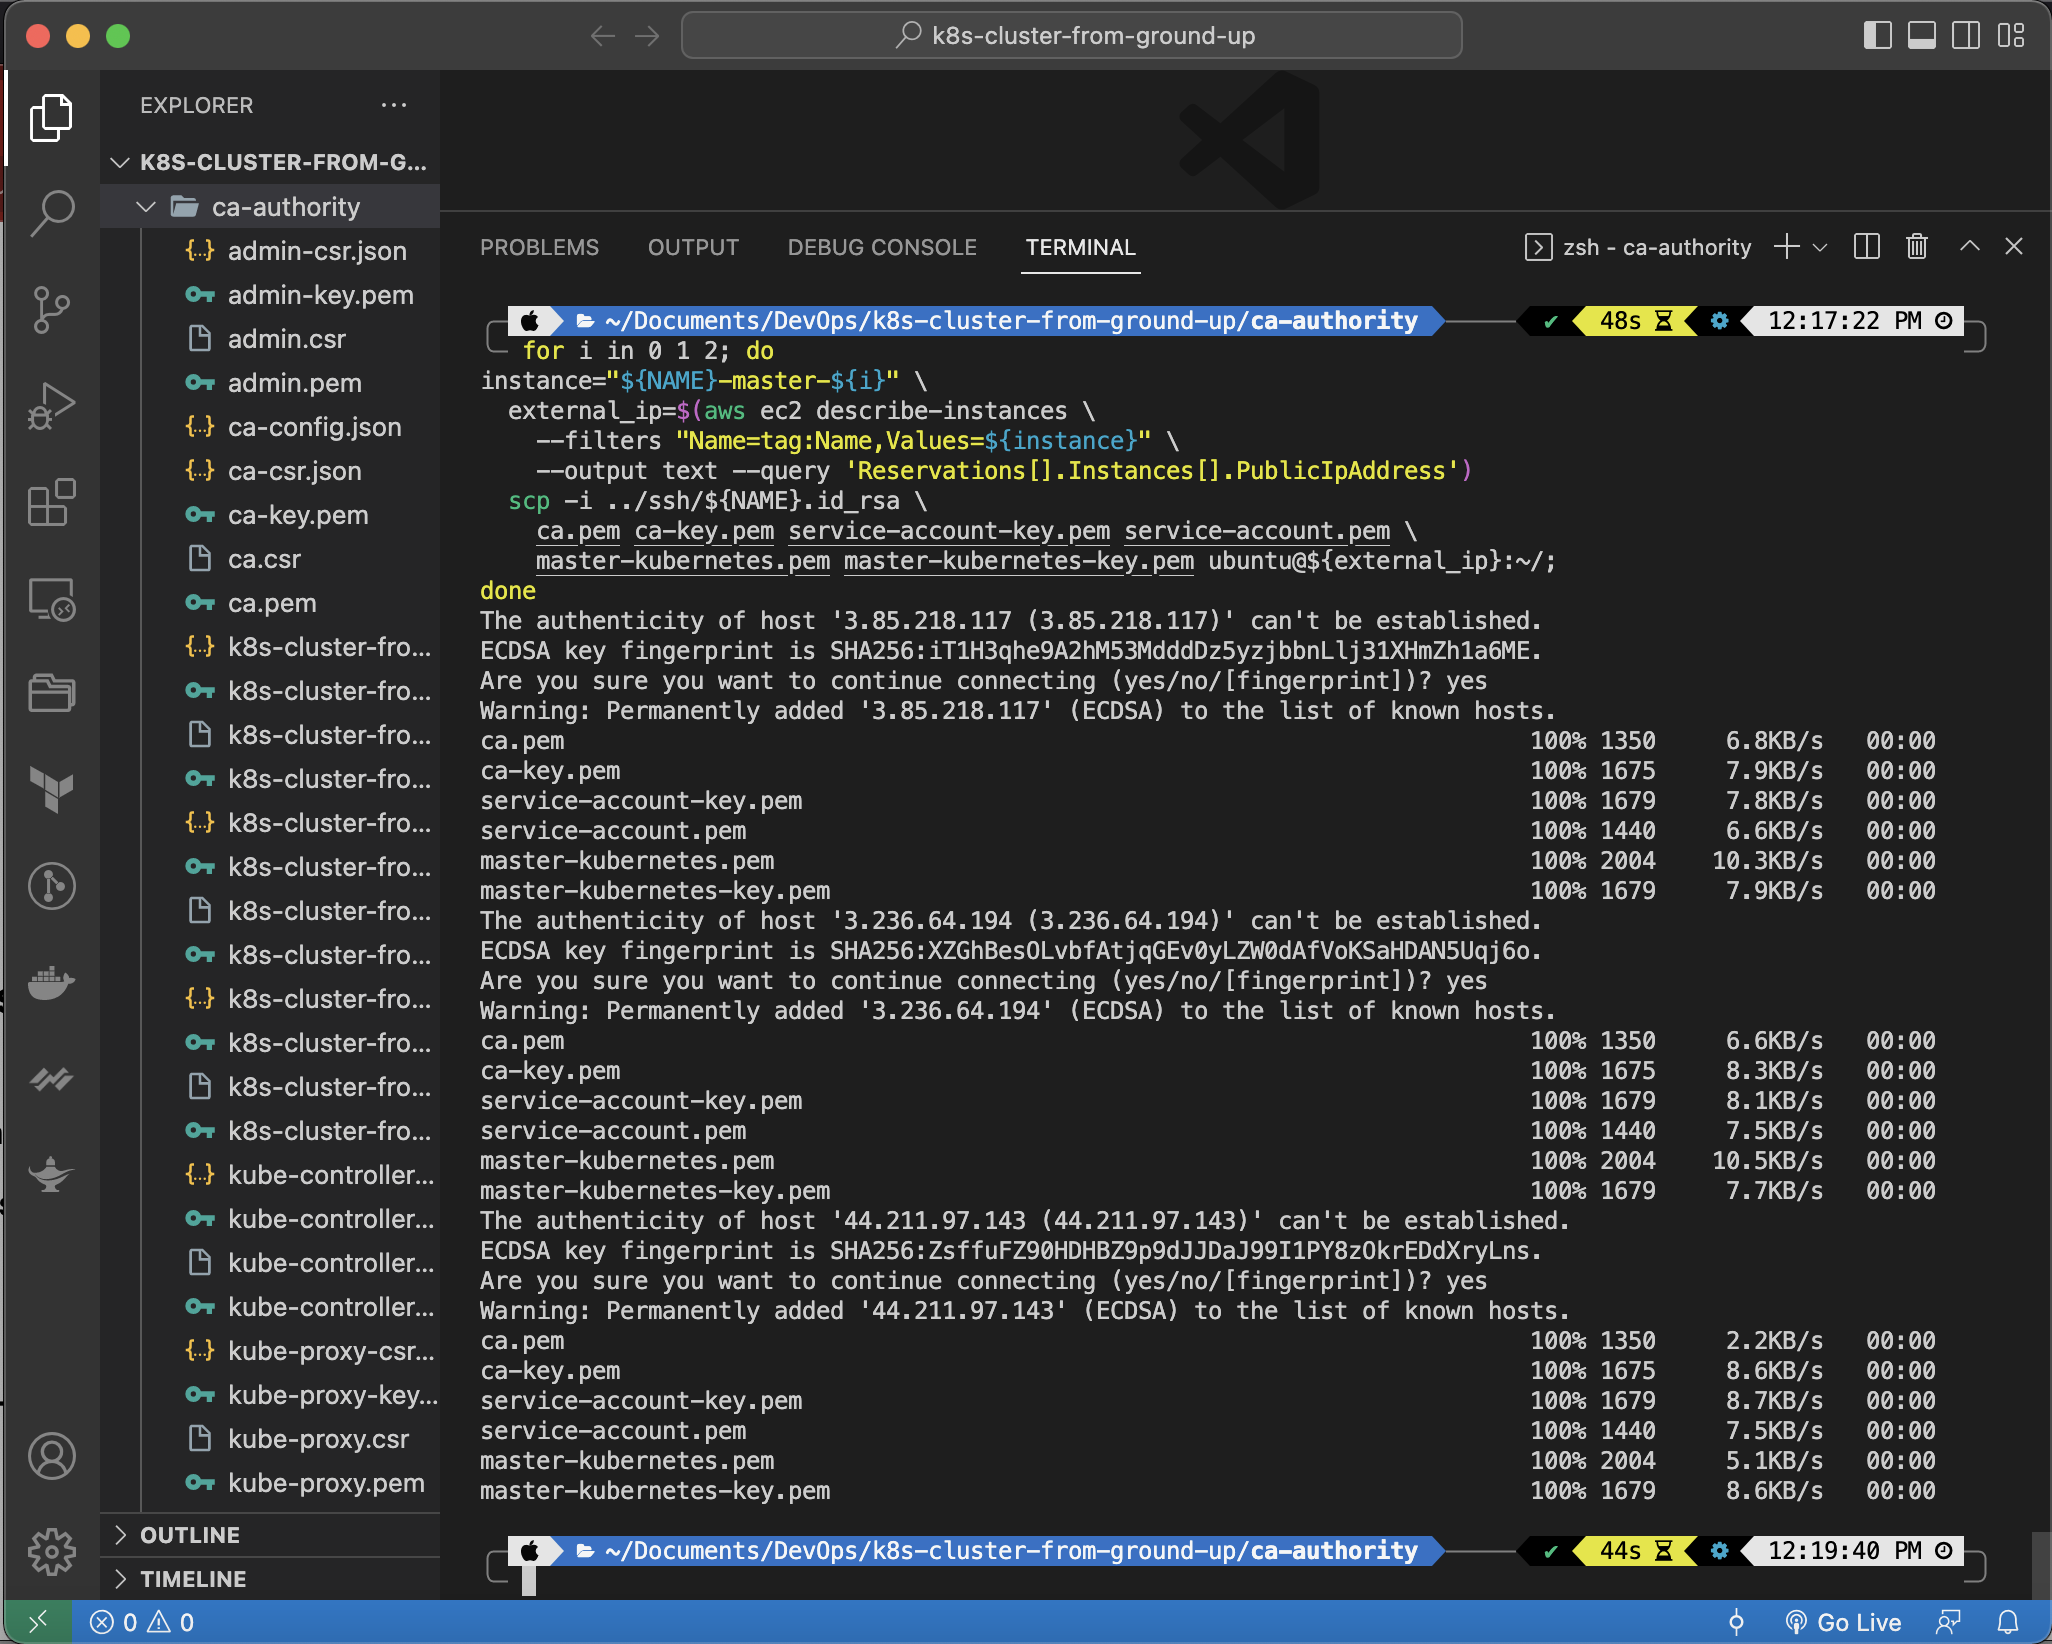 k8s-cluster-from-ground-up
EXPLORER
K8S-CLUSTER-FROM-G...
ca-authority
admin-csr.json
admin-key.pem
admin.csr
admin.pem
ca-config.json
ca-csr.json
ca-key.pem
ca.csr
ca.pem
k8s-cluster-fro...
k8s-cluster-fro...
k8s-cluster-fro...
k8s-cluster-fro...
k8s-cluster-fro...
k8s-cluster-fro...
k8s-cluster-fro...
k8s-cluster-fro...
k8s-cluster-fro...
k8s-cluster-fro...
k8s-cluster-fro...
k8s-cluster-fro...
kube-controller...
kube-controller...
kube-controller...
kube-controller...
kube-proxy-csr...
kube-proxy-key...
kube-proxy.csr
kube-proxy.pem
OUTLINE
TIMELINE
PROBLEMS OUTPUT DEBUG CONSOLE TERMINAL zsh - ca-authority
~/Documents/DevOps/k8s-cluster-from-ground-up/ca-authority 48s 12:17:22 PM
for i in 0 1 2; do
instance="${NAME}-master-${i}" \
external_ip=$(aws ec2 describe-instances \
--filters "Name=tag:Name,Values=${instance}" \
--output text --query 'Reservations[].Instances[].PublicIpAddress')
scp -i ../ssh/${NAME}.id_rsa \
ca.pem ca-key.pem service-account-key.pem service-account.pem \
master-kubernetes.pem master-kubernetes-key.pem ubuntu@${external_ip}:~/;
done
The authenticity of host '3.85.218.117 (3.85.218.117)' can't be established.
ECDSA key fingerprint is SHA256:iT1H3qhe9A2hM53MdddDz5yzjbbnLlj31XHmZh1a6ME.
Are you sure you want to continue connecting (yes/no/[fingerprint])? yes
Warning: Permanently added '3.85.218.117' (ECDSA) to the list of known hosts.
ca.pem 100% 1350 6.8KB/s 00:00
ca-key.pem 100% 1675 7.9KB/s 00:00
service-account-key.pem 100% 1679 7.8KB/s 00:00
service-account.pem 100% 1440 6.6KB/s 00:00
master-kubernetes.pem 100% 2004 10.3KB/s 00:00
master-kubernetes-key.pem 100% 1679 7.9KB/s 00:00
The authenticity of host '3.236.64.194 (3.236.64.194)' can't be established.
ECDSA key fingerprint is SHA256:XZGhBesOLvbfAtjqGEv0yLZW0dAfVoKSaHDAN5Uqj6o.
Are you sure you want to continue connecting (yes/no/[fingerprint])? yes
Warning: Permanently added '3.236.64.194' (ECDSA) to the list of known hosts.
ca.pem 100% 1350 6.6KB/s 00:00
ca-key.pem 100% 1675 8.3KB/s 00:00
service-account-key.pem 100% 1679 8.1KB/s 00:00
service-account.pem 100% 1440 7.5KB/s 00:00
master-kubernetes.pem 100% 2004 10.5KB/s 00:00
master-kubernetes-key.pem 100% 1679 7.7KB/s 00:00
The authenticity of host '44.211.97.143 (44.211.97.143)' can't be established.
ECDSA key fingerprint is SHA256:ZsffuFZ90HDHBZ9p9dJJDaJ99I1PY8zOkrEDdXryLns.
Are you sure you want to continue connecting (yes/no/[fingerprint])? yes
Warning: Permanently added '44.211.97.143' (ECDSA) to the list of known hosts.
ca.pem 100% 1350 2.2KB/s 00:00
ca-key.pem 100% 1675 8.6KB/s 00:00
service-account-key.pem 100% 1679 8.7KB/s 00:00
service-account.pem 100% 1440 7.5KB/s 00:00
master-kubernetes.pem 100% 2004 5.1KB/s 00:00
master-kubernetes-key.pem 100% 1679 8.6KB/s 00:00
~/Documents/DevOps/k8s-cluster-from-ground-up/ca-authority 44s 12:19:40 PM
0 0 Go Live